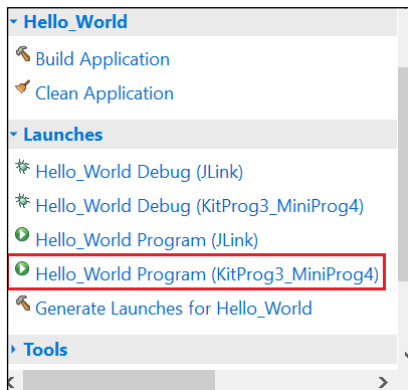 Hello_World
Build Application
Clean Application
Launches
Hello_World Debug (JLink)
Hello_World Debug (KitProg3_MiniProg4)
Hello_World Program (JLink)
Hello_World Program (KitProg3_MiniProg4)
Generate Launches for Hello_World
Tools